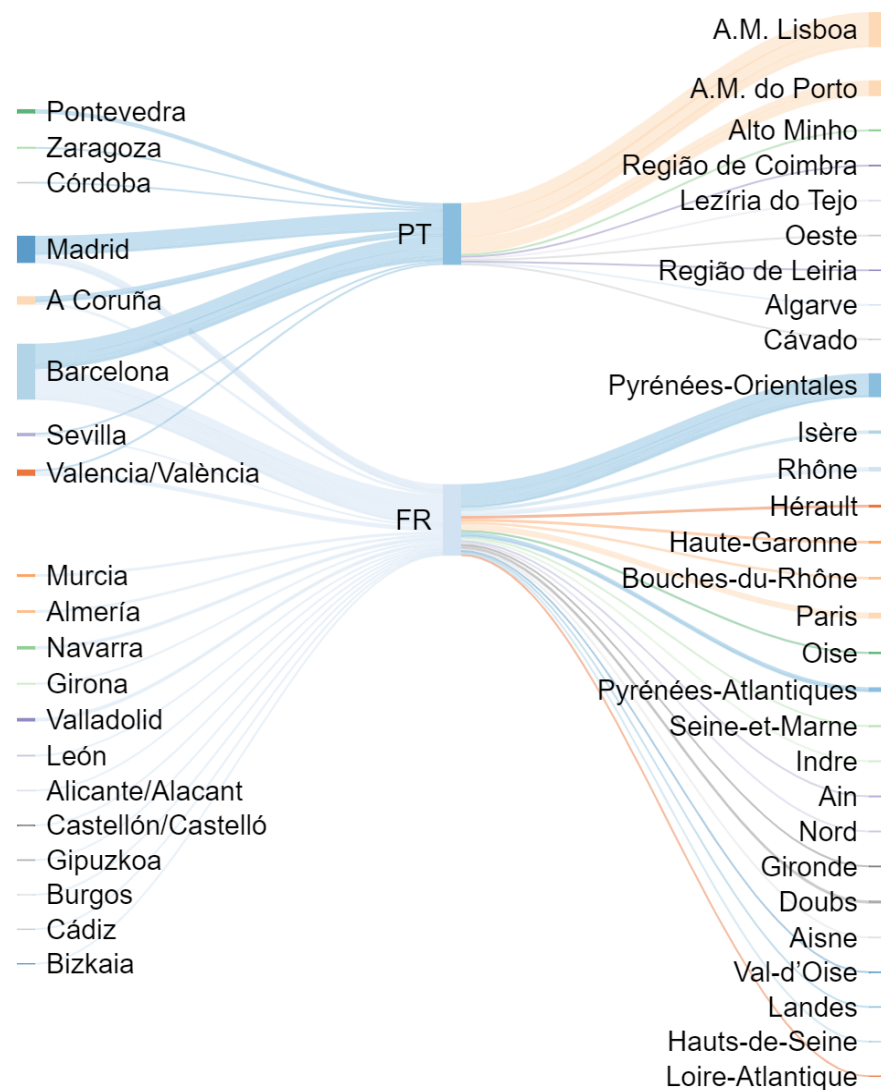 Pontevedra
Zaragoza
Córdoba
Madrid
A Coruña
Barcelona
Sevilla
Valencia/València
Murcia
Almería
Navarra
Girona
Valladolid
León
Alicante/Alacant
Castellón/Castelló
Gipuzkoa
Burgos
Cádiz
Bizkaia
PT
FR
A.M. Lisboa
A.M. do Porto
Alto Minho
Região de Coimbra
Lezíria do Tejo
Oeste
Região de Leiria
Algarve
Cávado
Pyrénées-Orientales
Isère
Rhône
Hérault
Haute-Garonne
Bouches-du-Rhône
Paris
Oise
Pyrénées-Atlantiques
Seine-et-Marne
Indre
Ain
Nord
Gironde
Doubs
Aisne
Val-d’Oise
Landes
Hauts-de-Seine
Loire-Atlantique